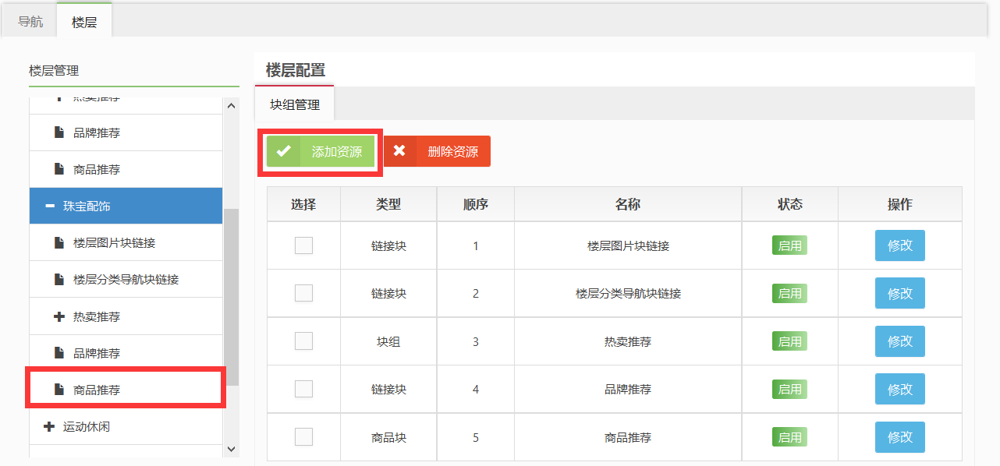 导航 楼层
楼层管理
热卖推荐
品牌推荐
商品推荐
珠宝配饰
楼层图片块链接
楼层分类导航块链接
热卖推荐
品牌推荐
商品推荐
运动休闲
楼层配置
块组管理
添加资源 删除资源
选择 类型 顺序 名称 状态 操作
链接块 1 楼层图片块链接 启用 修改
链接块 2 楼层分类导航块链接 启用 修改
块组 3 热卖推荐 启用 修改
链接块 4 品牌推荐 启用 修改
商品块 5 商品推荐 启用 修改